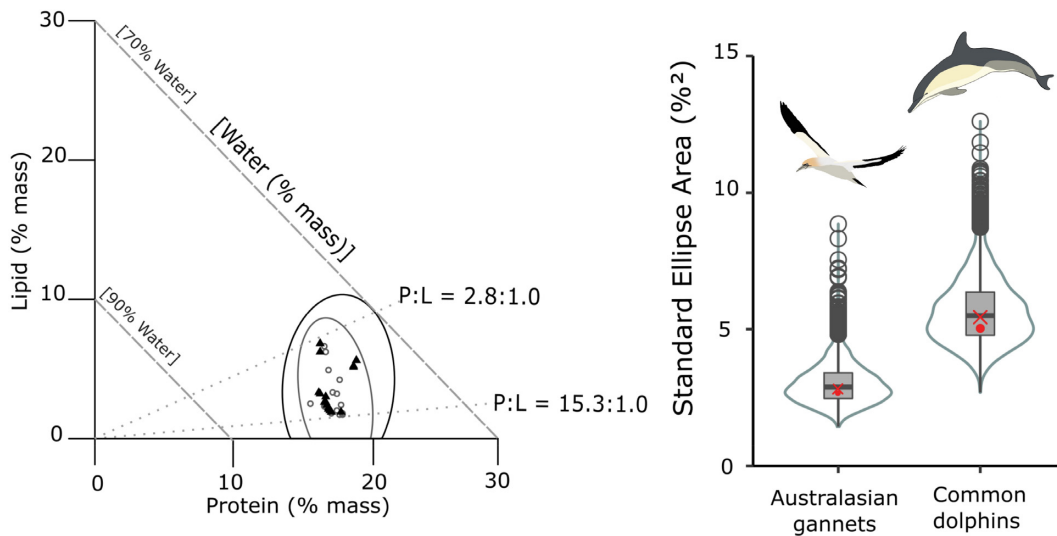 30
20
10
0
Lipid (% mass)
[70% Water]
[Water (% mass)]
[90% Water]
P:L = 2.8:1.0
P:L = 15.3:1.0
0
10
20
30
Protein (% mass)
15
10
5
0
Standard Ellipse Area (%²)
Australasian
gannets
Common
dolphins